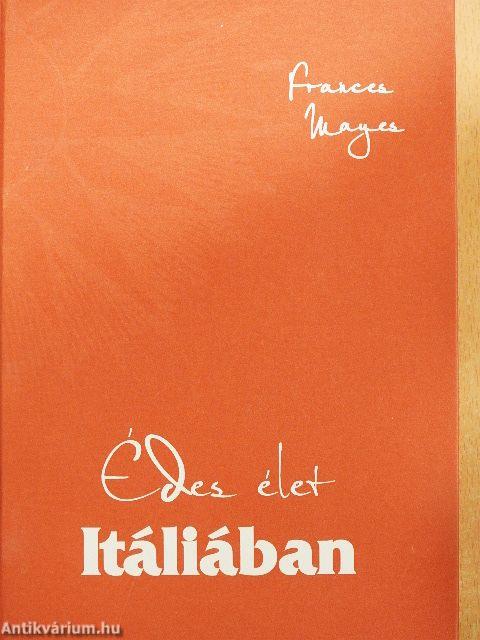 Frances
Mayes
Édes élet
Itáliában
Antikvárium.hu